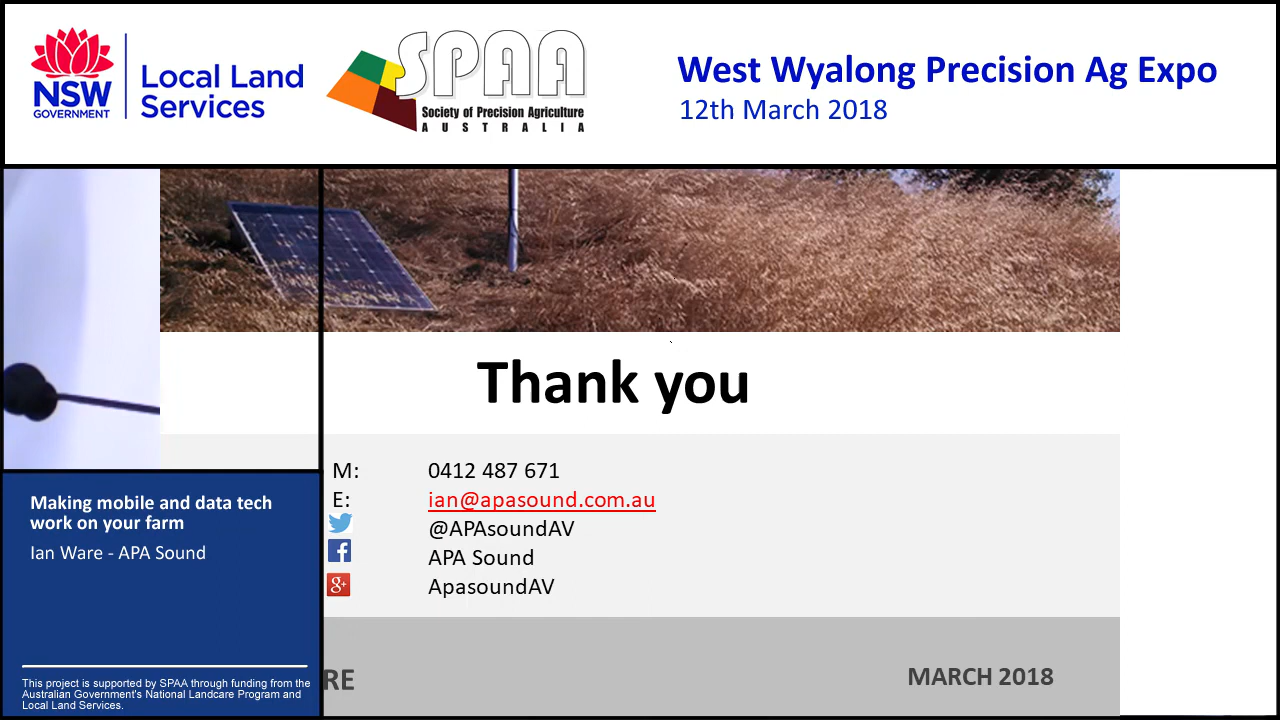 NSW
GOVERNMENT
Local Land
Services
SPAA
Society of Precision Agriculture
AUSTRALIA
West Wyalong Precision Ag Expo
12th March 2018
Thank you
M: 0412 487 671
E: ian@apasound.com.au
@APAsoundAV
APA Sound
g+ ApasoundAV
Making mobile and data tech
work on your farm
Ian Ware - APA Sound
This project is supported by SPAA through funding from the
Australian Government's National Landcare Program and
Local Land Services.
RE
MARCH 2018